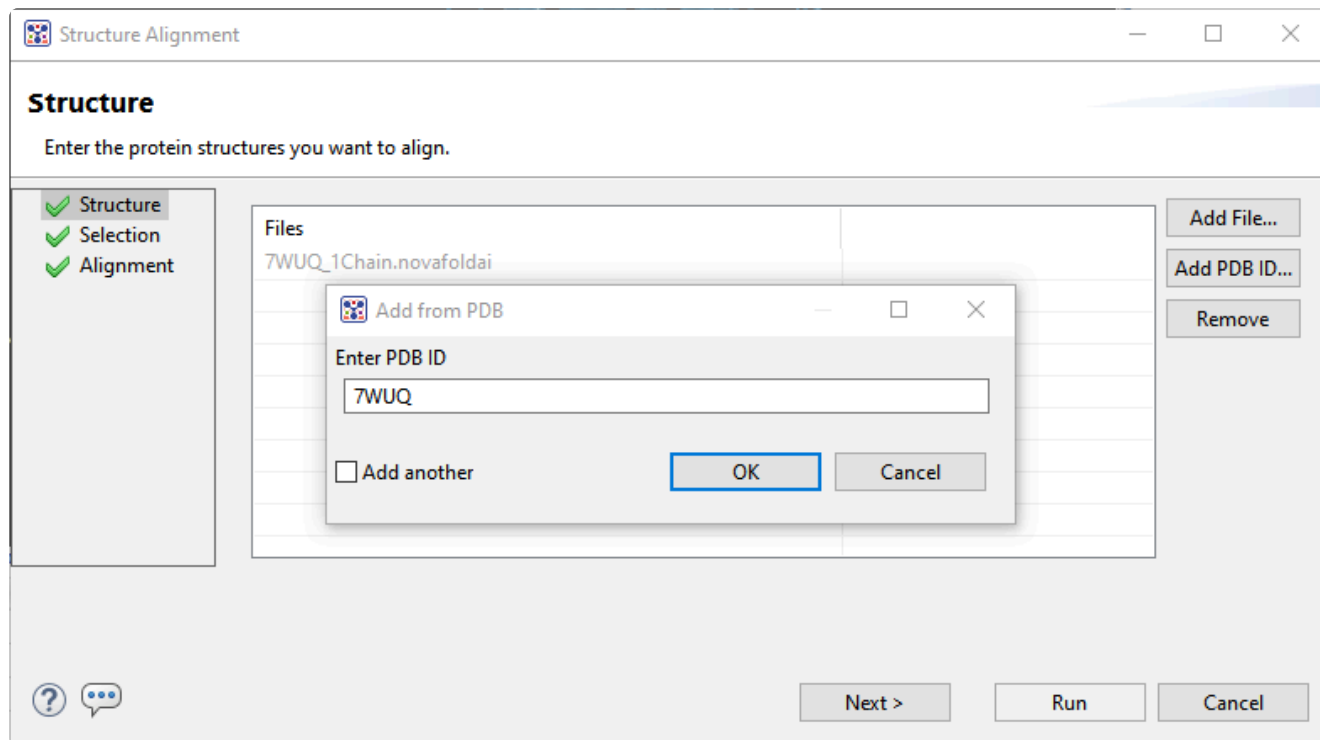 Structure Alignment
Structure
Enter the protein structures you want to align.
Structure
Selection
Alignment
Files
7WUQ_1Chain.novafoldai
Add File...
Add PDB ID...
Remove
Add from PDB
Enter PDB ID
7WUQ
Add another
OK
Cancel
Next >
Run
Cancel